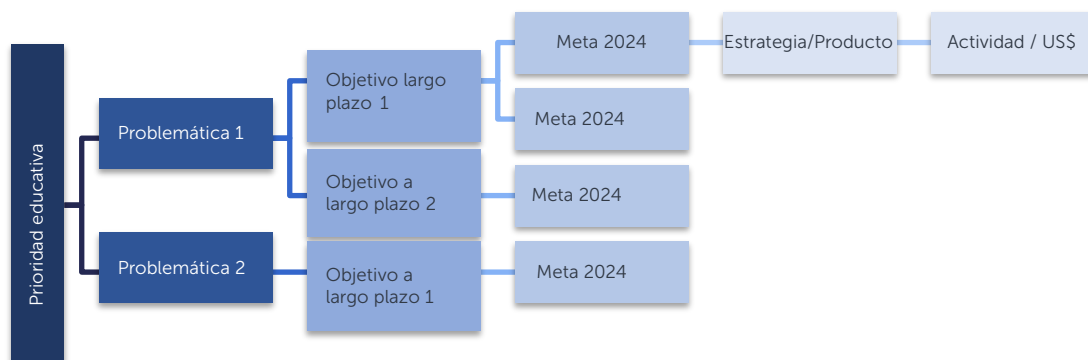 Prioridad educativa
Problemática 1
Objetivo largo
plazo 1
Meta 2024
Estrategia/Producto
Actividad / US$
Meta 2024
Objetivo a
largo plazo 2
Meta 2024
Problemática 2
Objetivo a
largo plazo 1
Meta 2024